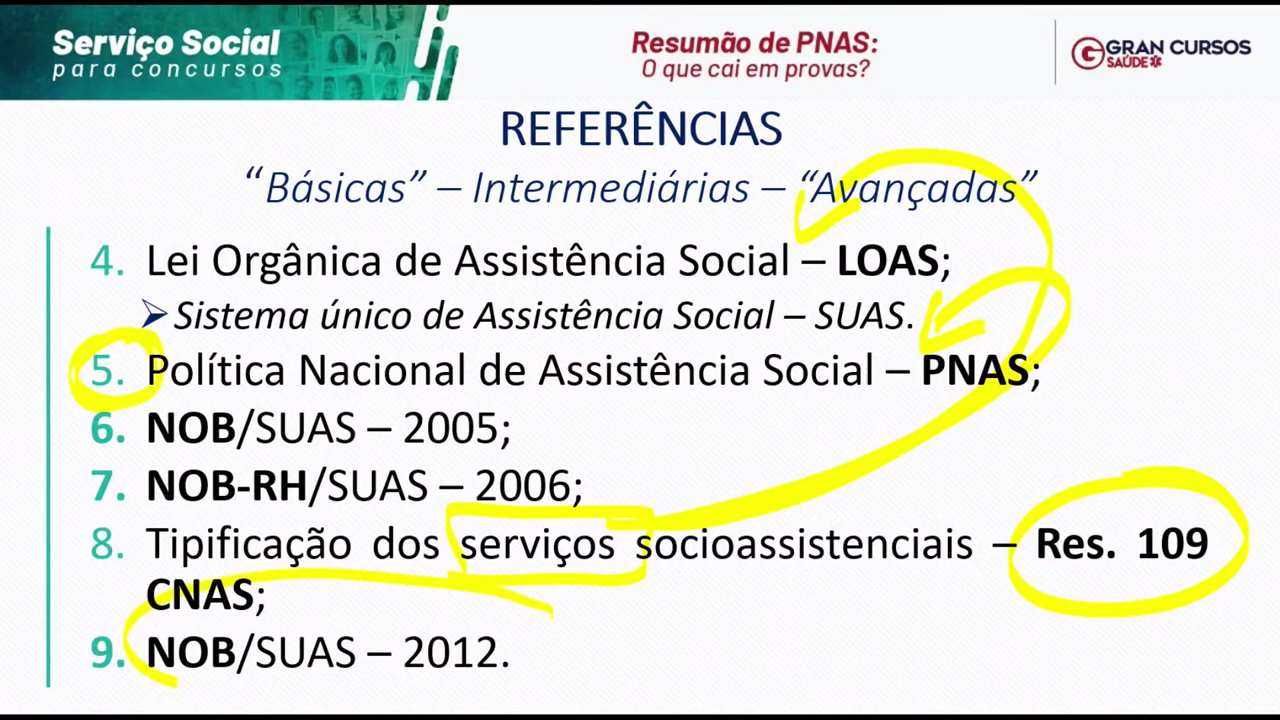 Serviço Social
para concursos
Resumão de PNAS:
O que cai em provas?
GRAN CURSOS
SAÚDE
REFERÊNCIAS
“Básicas” – Intermediárias – “Avançadas”
4. Lei Orgânica de Assistência Social – LOAS;
Sistema único de Assistência Social – SUAS.
5. Política Nacional de Assistência Social – PNAS;
6. NOB/SUAS – 2005;
7. NOB-RH/SUAS – 2006;
8. Tipificação dos serviços socioassistenciais – Res. 109
CNAS;
9. NOB/SUAS – 2012.